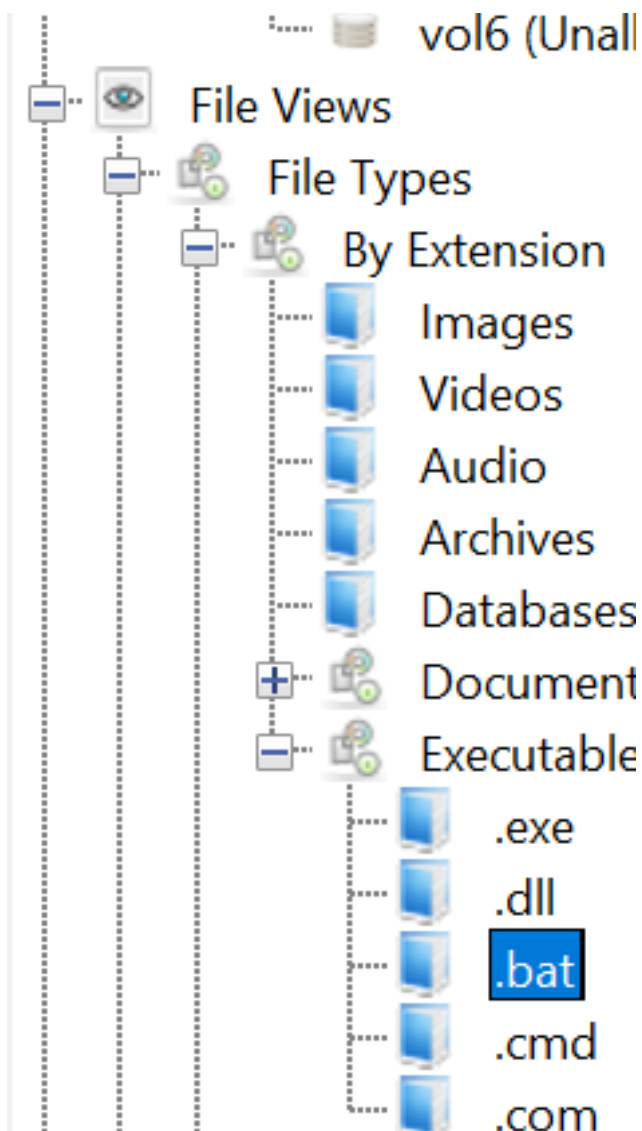 vol6 (Unall
File Views
File Types
By Extension
Images
Videos
Audio
Archives
Databases
Document
Executable
.exe
.dll
.bat
.cmd
.com